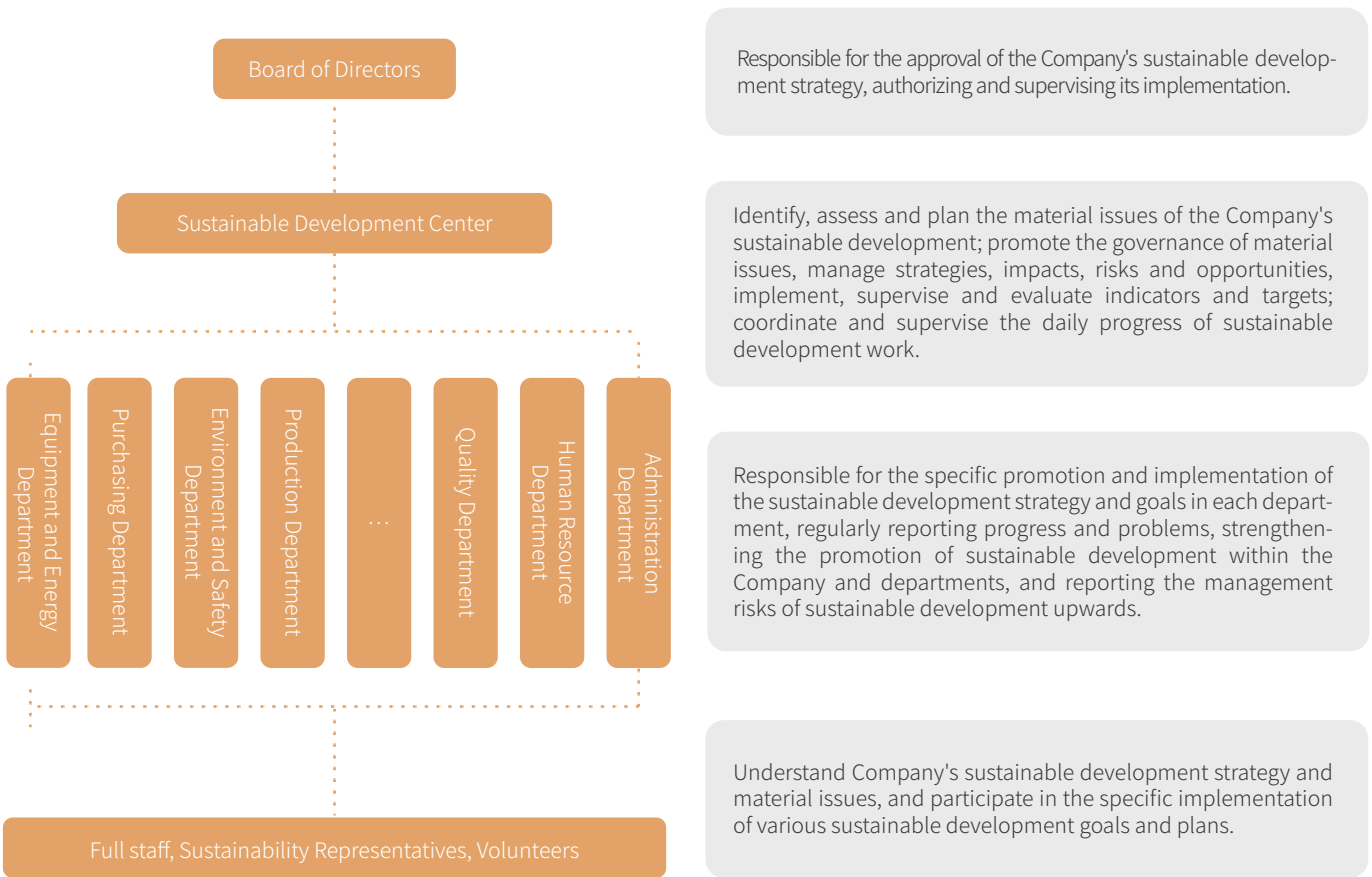 Board of Directors
Responsible for the approval of the Company's sustainable develop-
ment strategy, authorizing and supervising its implementation.
Sustainable Development Center
Identify, assess and plan the material issues of the Company's
sustainable development; promote the governance of material
issues, manage strategies, impacts, risks and opportunities,
implement, supervise and evaluate indicators and targets;
coordinate and supervise the daily progress of sustainable
development work.
Equipment and Energy
Department
Purchasing Department
Environment and Safety
Department
Production Department
...
Quality Department
Human Resource
Department
Administration
Department
Responsible for the specific promotion and implementation of
the sustainable development strategy and goals in each depart-
ment, regularly reporting progress and problems, strengthen-
ing the promotion of sustainable development within the
Company and departments, and reporting the management
risks of sustainable development upwards.
Full staff, Sustainability Representatives, Volunteers
Understand Company's sustainable development strategy and
material issues, and participate in the specific implementation
of various sustainable development goals and plans.